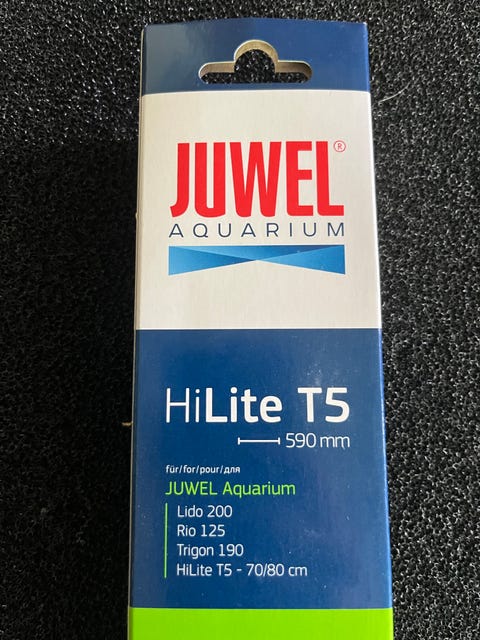 JUWEL®
AQUARIUM
HiLite T5
590 mm
für/for/pour/для
JUWEL Aquarium
Lido 200
Rio 125
Trigon 190
HiLite T5 - 70/80 cm